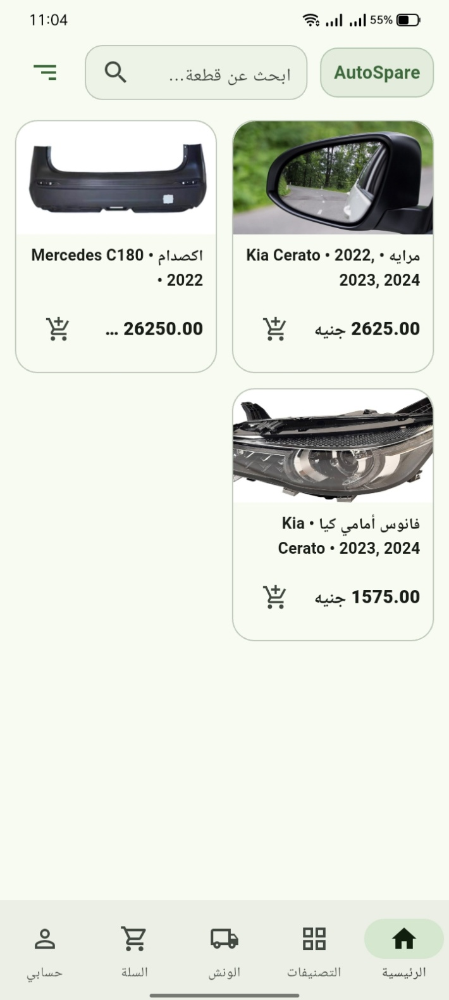 11:04
55%
AutoSpare
ابحث عن قطعة...
مرايه • Kia Cerato • 2022,
2023, 2024
2625.00 جنيه
اكصدام • Mercedes C180
• 2022
26250.00 ...
فانوس أمامي كيا • Kia
Cerato • 2023, 2024
1575.00 جنيه
الرئيسية
التصنيفات
الونش
السلة
حسابي